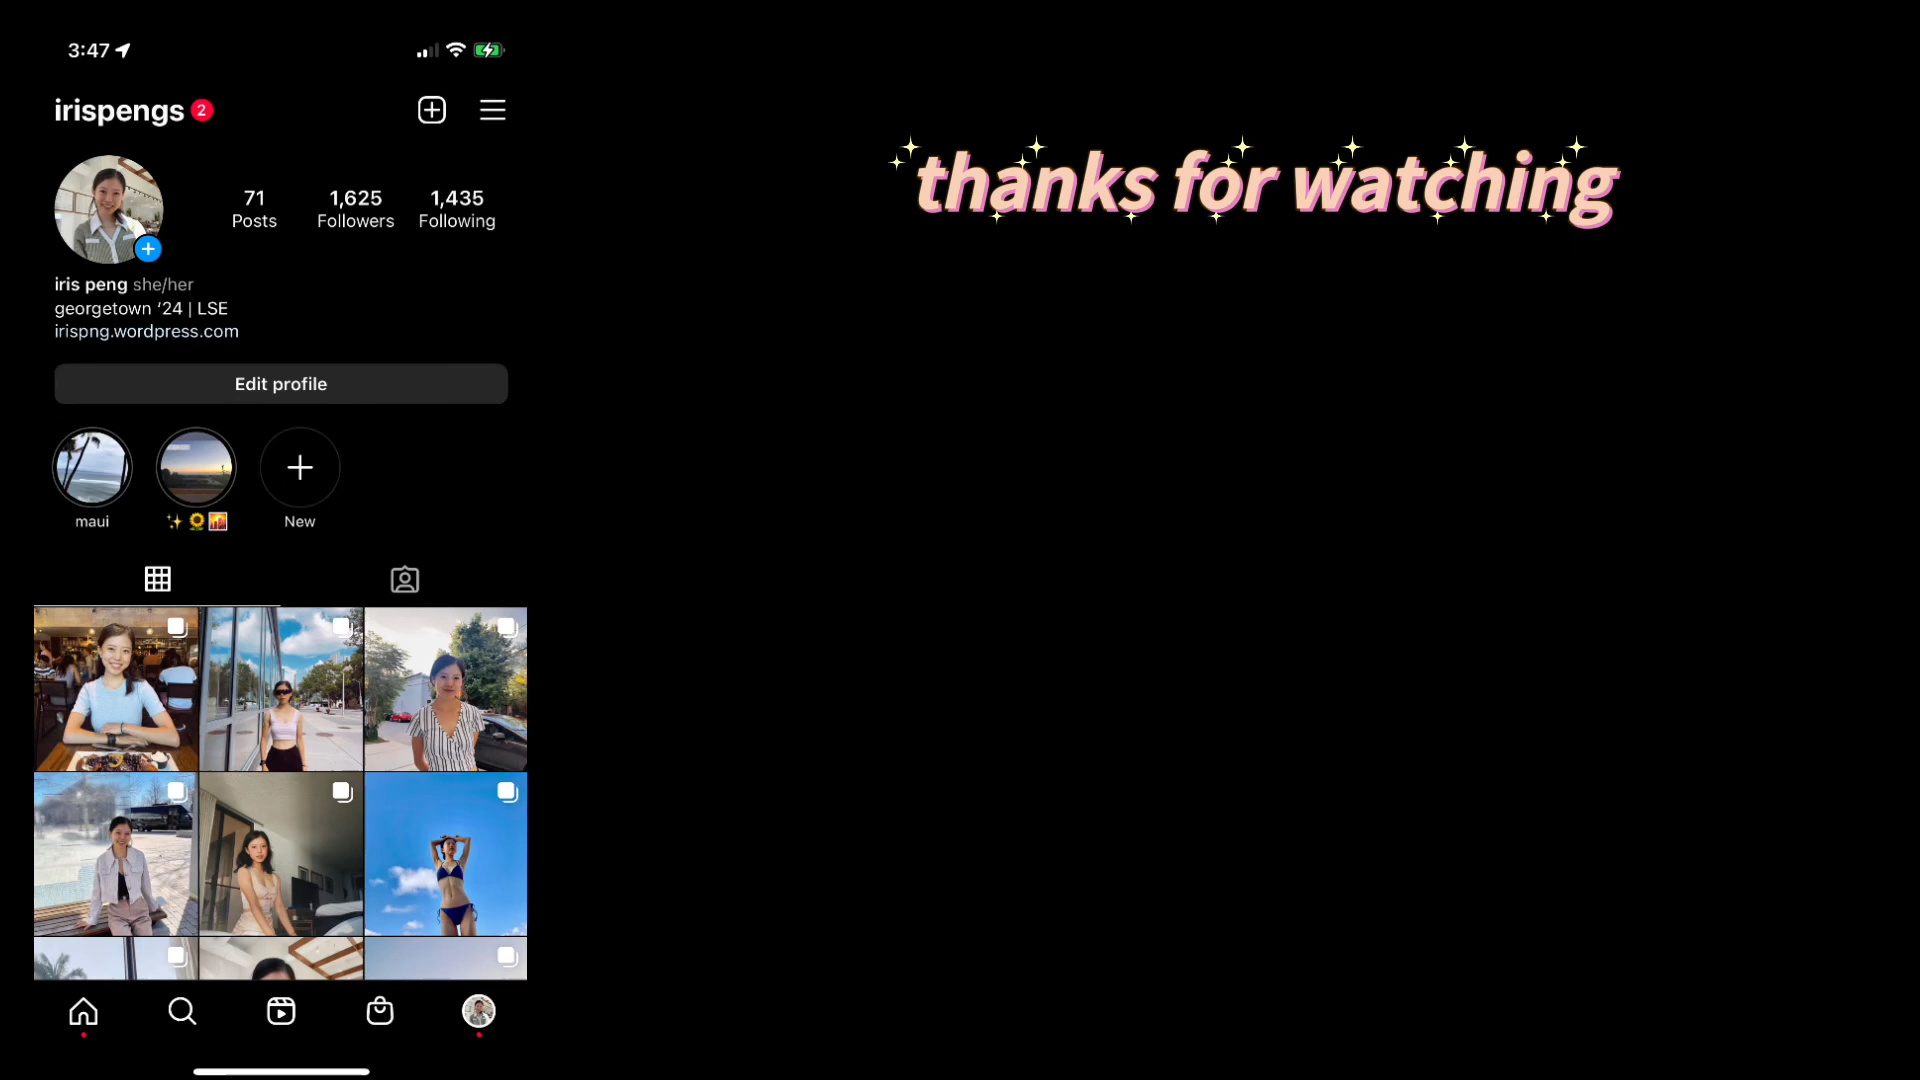 3:47
irispengs 2
71 1,625 1,435
Posts Followers Following
iris peng she/her
georgetown ‘24 | LSE
irispng.wordpress.com
Edit profile
maui ✨🌻🌇 New
thanks for watching